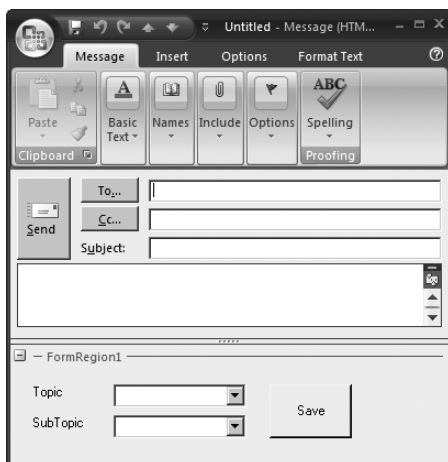 Untitled - Message (HTM...
Message Insert Options Format Text
Paste Basic Text Names Include Options ABC Spelling
Clipboard Proofing
To...
Send
Cc...
Subject:
FormRegion1
Topic
Save
SubTopic